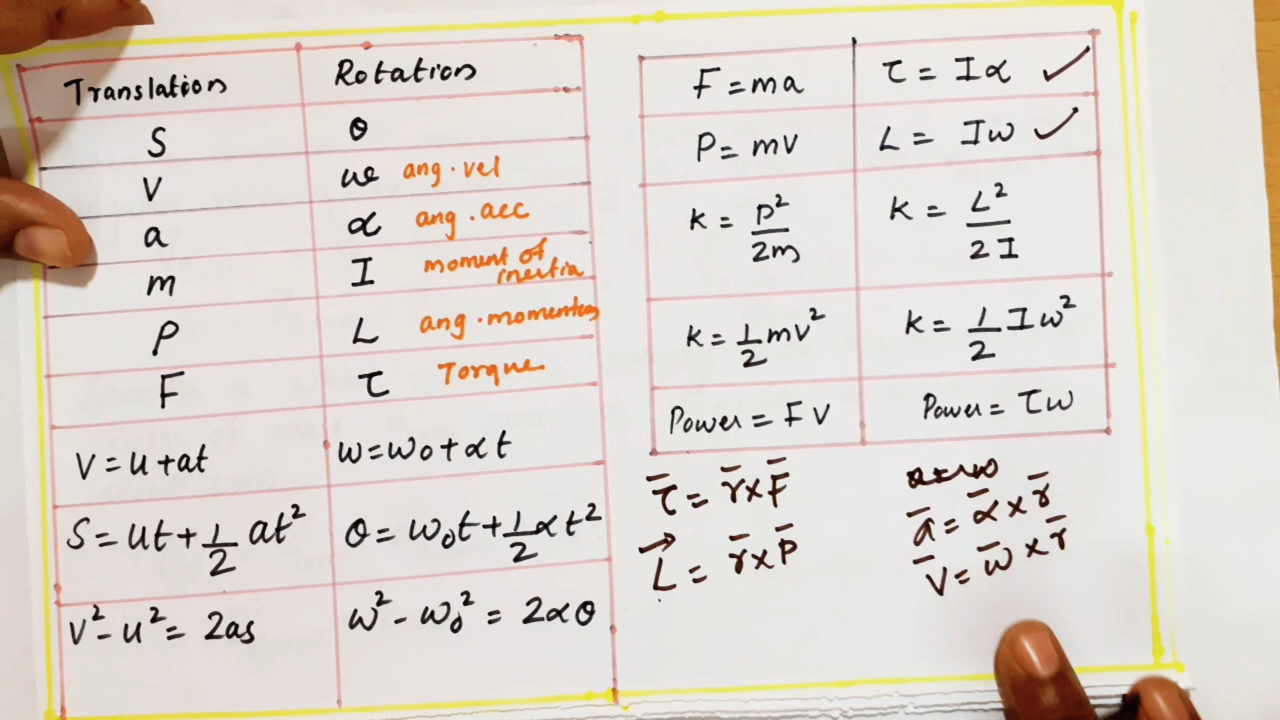 Translation Rotation
S θ
V ω ang.vel
a α ang.acc
m I moment of inertia
P L ang.momentum
F τ Torque
V = u + at ω = ω₀ + αt
S = ut + 1/2 at² θ = ω₀t + 1/2 αt²
V² - u² = 2as ω² - ω₀² = 2αθ
F = ma τ = Iα ✓
P = mv L = Iω ✓
K = P²/2m K = L²/2I
K = 1/2 mv² K = 1/2 Iω²
Power = FV Power = τω
τ̄ = r̄ × F̄
L⃗ = r̄ × P̄
ā = ᾱ × r̄
V̄ = ω̄ × r̄